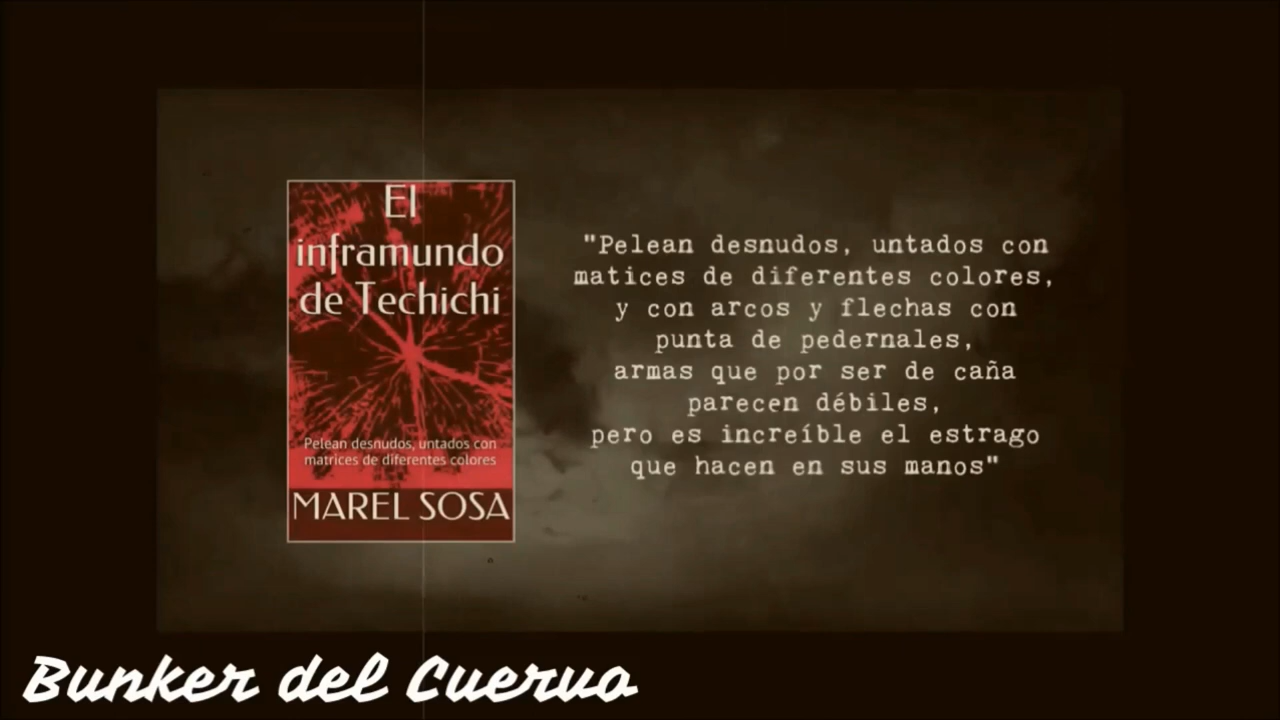 El
inframundo
de Techichi
Pelean desnudos, untados con
matrices de diferentes colores
MAREL SOSA
"Pelean desnudos, untados con
matices de diferentes colores,
y con arcos y flechas con
punta de pedernales,
armas que por ser de caña
parecen débiles,
pero es increíble el estrago
que hacen en sus manos"
Bunker del Cuervo